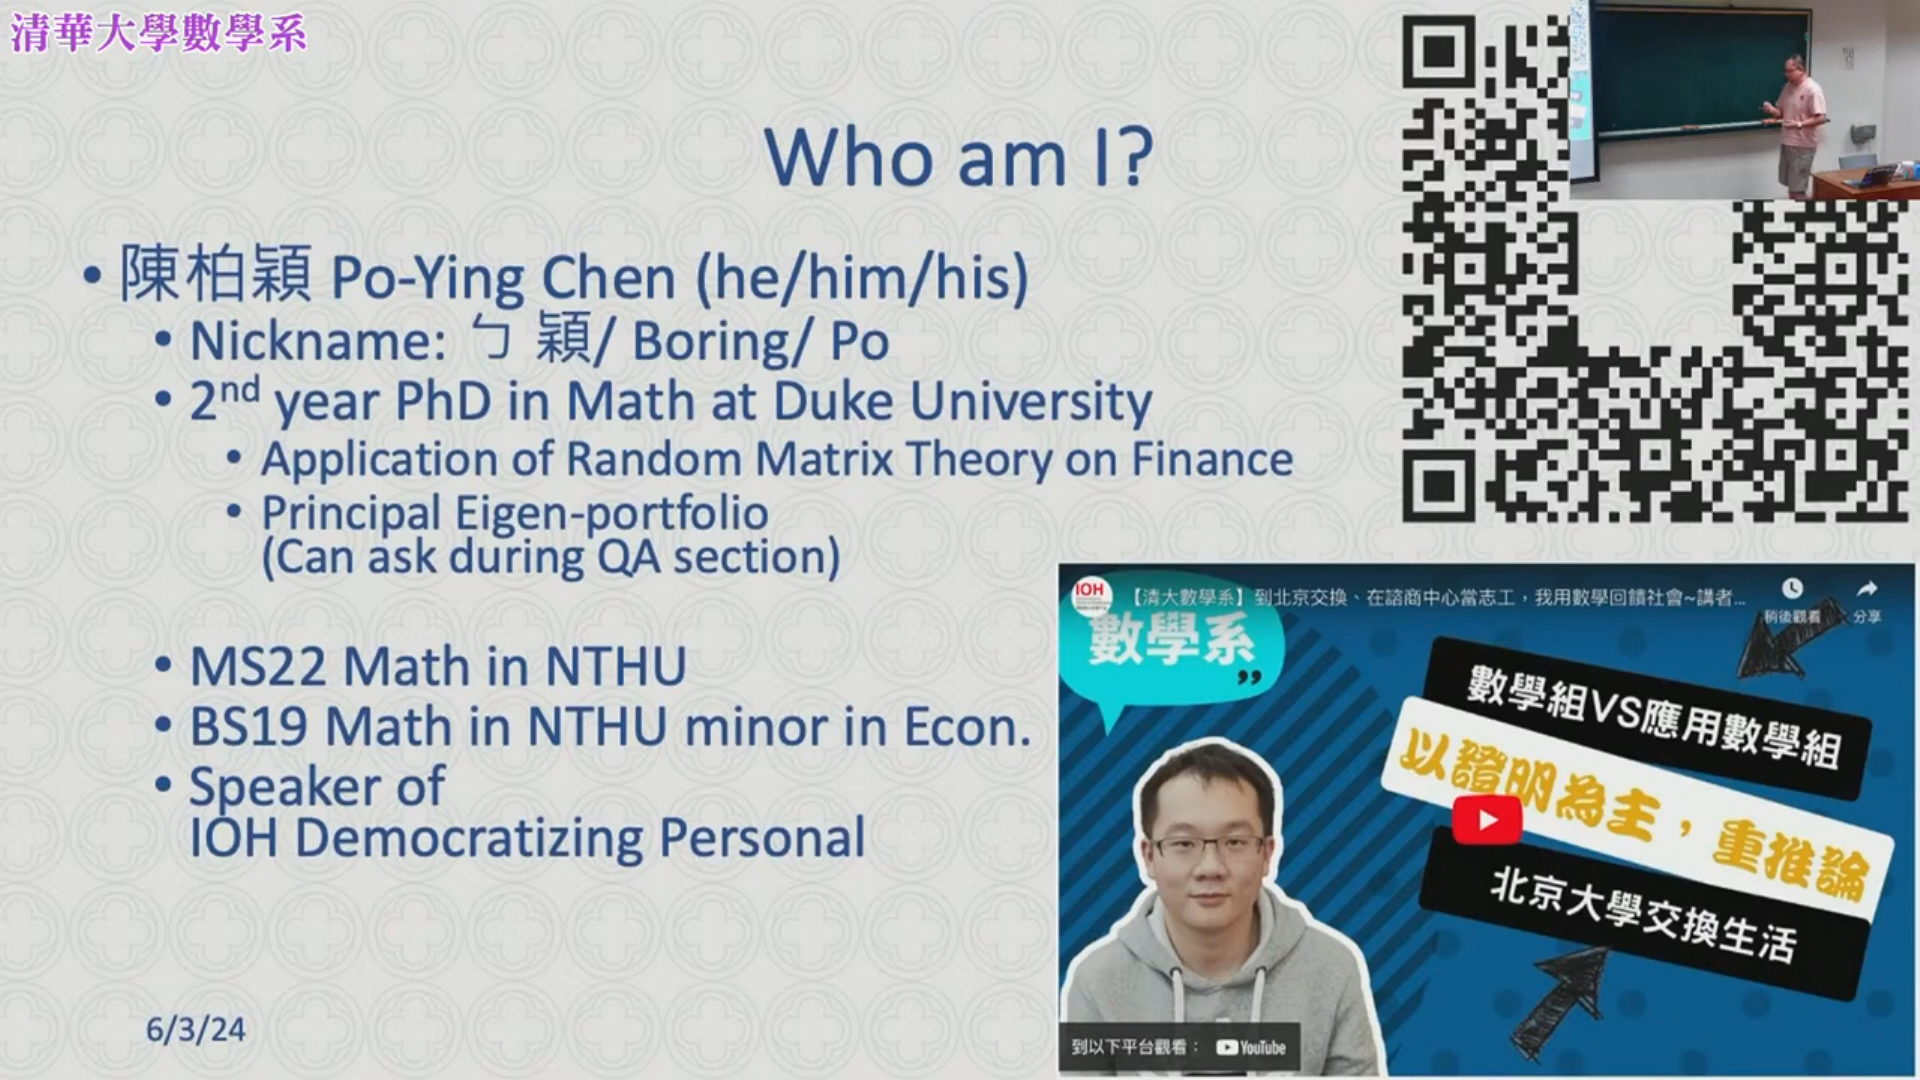 清華大學數學系
Who am I?
• 陳柏穎 Po-Ying Chen (he/him/his)
• Nickname: ㄅ 穎/ Boring/ Po
• 2nd year PhD in Math at Duke University
• Application of Random Matrix Theory on Finance
• Principal Eigen-portfolio
(Can ask during QA section)
• MS22 Math in NTHU
• BS19 Math in NTHU minor in Econ.
• Speaker of
IOH Democratizing Personal
6/3/24
IOH
【清大數學系】到北京交換、在諮商中心當志工，我用數學回饋社會~講者...
稍後觀看
分享
數學系
”
數學組VS應用數學組
以證明為主，重推論
北京大學交換生活
到以下平台觀看：
YouTube